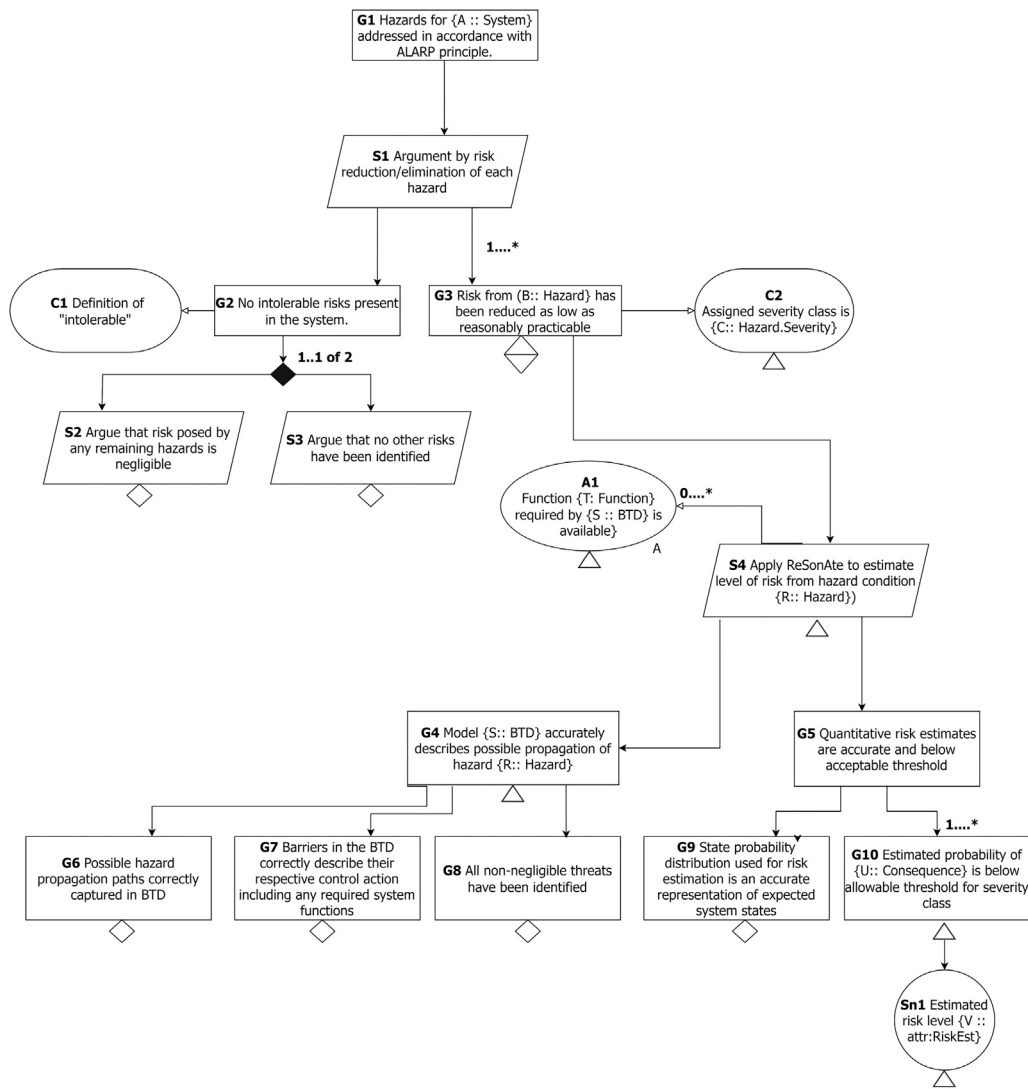 G1 Hazards for {A :: System}
addressed in accordance with
ALARP principle.
S1 Argument by risk
reduction/elimination of each
hazard
1....*
C1 Definition of
"intolerable"
G2 No intolerable risks present
in the system.
G3 Risk from (B:: Hazard} has
been reduced as low as
reasonably practicable
C2
Assigned severity class is
{C:: Hazard.Severity}
1..1 of 2
S2 Argue that risk posed by
any remaining hazards is
negligible
S3 Argue that no other risks
have been identified
A1
Function {T: Function}
required by {S :: BTD} is
available}
A
0....*
S4 Apply ReSonAte to estimate
level of risk from hazard condition
{R:: Hazard})
G4 Model {S:: BTD} accurately
describes possible propagation of
hazard {R:: Hazard}
G5 Quantitative risk estimates
are accurate and below
acceptable threshold
1....*
G6 Possible hazard
propagation paths correctly
captured in BTD
G7 Barriers in the BTD
correctly describe their
respective control action
including any required system
functions
G8 All non-negligible threats
have been identified
G9 State probability
distribution used for risk
estimation is an accurate
representation of expected
system states
G10 Estimated probability of
{U:: Consequence} is below
allowable threshold for severity
class
Sn1 Estimated
risk level {V ::
attr:RiskEst}